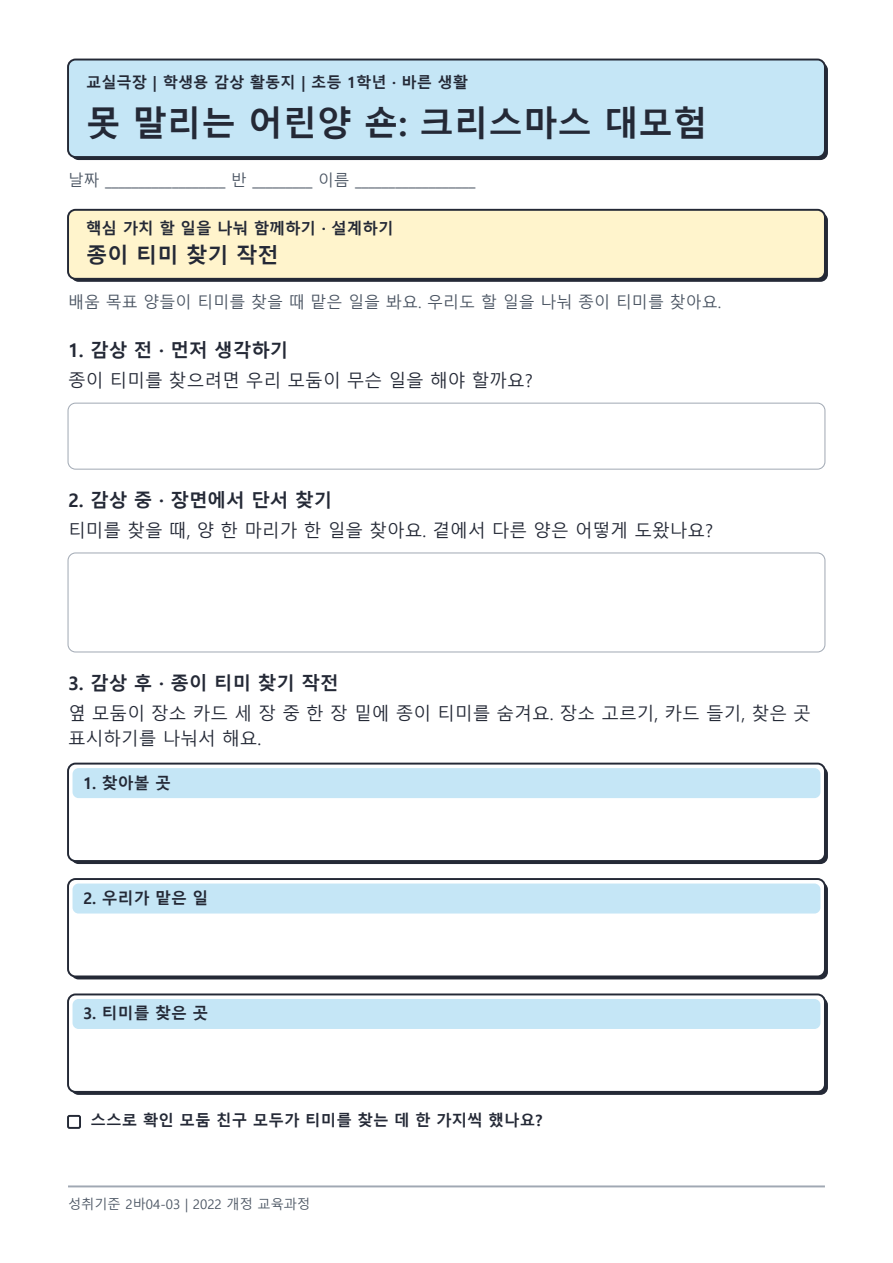 교실극장 | 학생용 감상 활동지 | 초등 1학년 · 바른 생활
못 말리는 어린양 숀: 크리스마스 대모험
날짜 _______________ 반 _______ 이름 _______________
핵심 가치 할 일을 나눠 함께하기 · 설계하기
종이 티미 찾기 작전
배움 목표 양들이 티미를 찾을 때 맡은 일을 봐요. 우리도 할 일을 나눠 종이 티미를 찾아요.
1. 감상 전 · 먼저 생각하기
종이 티미를 찾으려면 우리 모둠이 무슨 일을 해야 할까요?
2. 감상 중 · 장면에서 단서 찾기
티미를 찾을 때, 양 한 마리가 한 일을 찾아요. 곁에서 다른 양은 어떻게 도왔나요?
3. 감상 후 · 종이 티미 찾기 작전
옆 모둠이 장소 카드 세 장 중 한 장 밑에 종이 티미를 숨겨요. 장소 고르기, 카드 들기, 찾은 곳
표시하기를 나눠서 해요.
1. 찾아볼 곳
2. 우리가 맡은 일
3. 티미를 찾은 곳
스스로 확인 모둠 친구 모두가 티미를 찾는 데 한 가지씩 했나요?
성취기준 2바04-03 | 2022 개정 교육과정